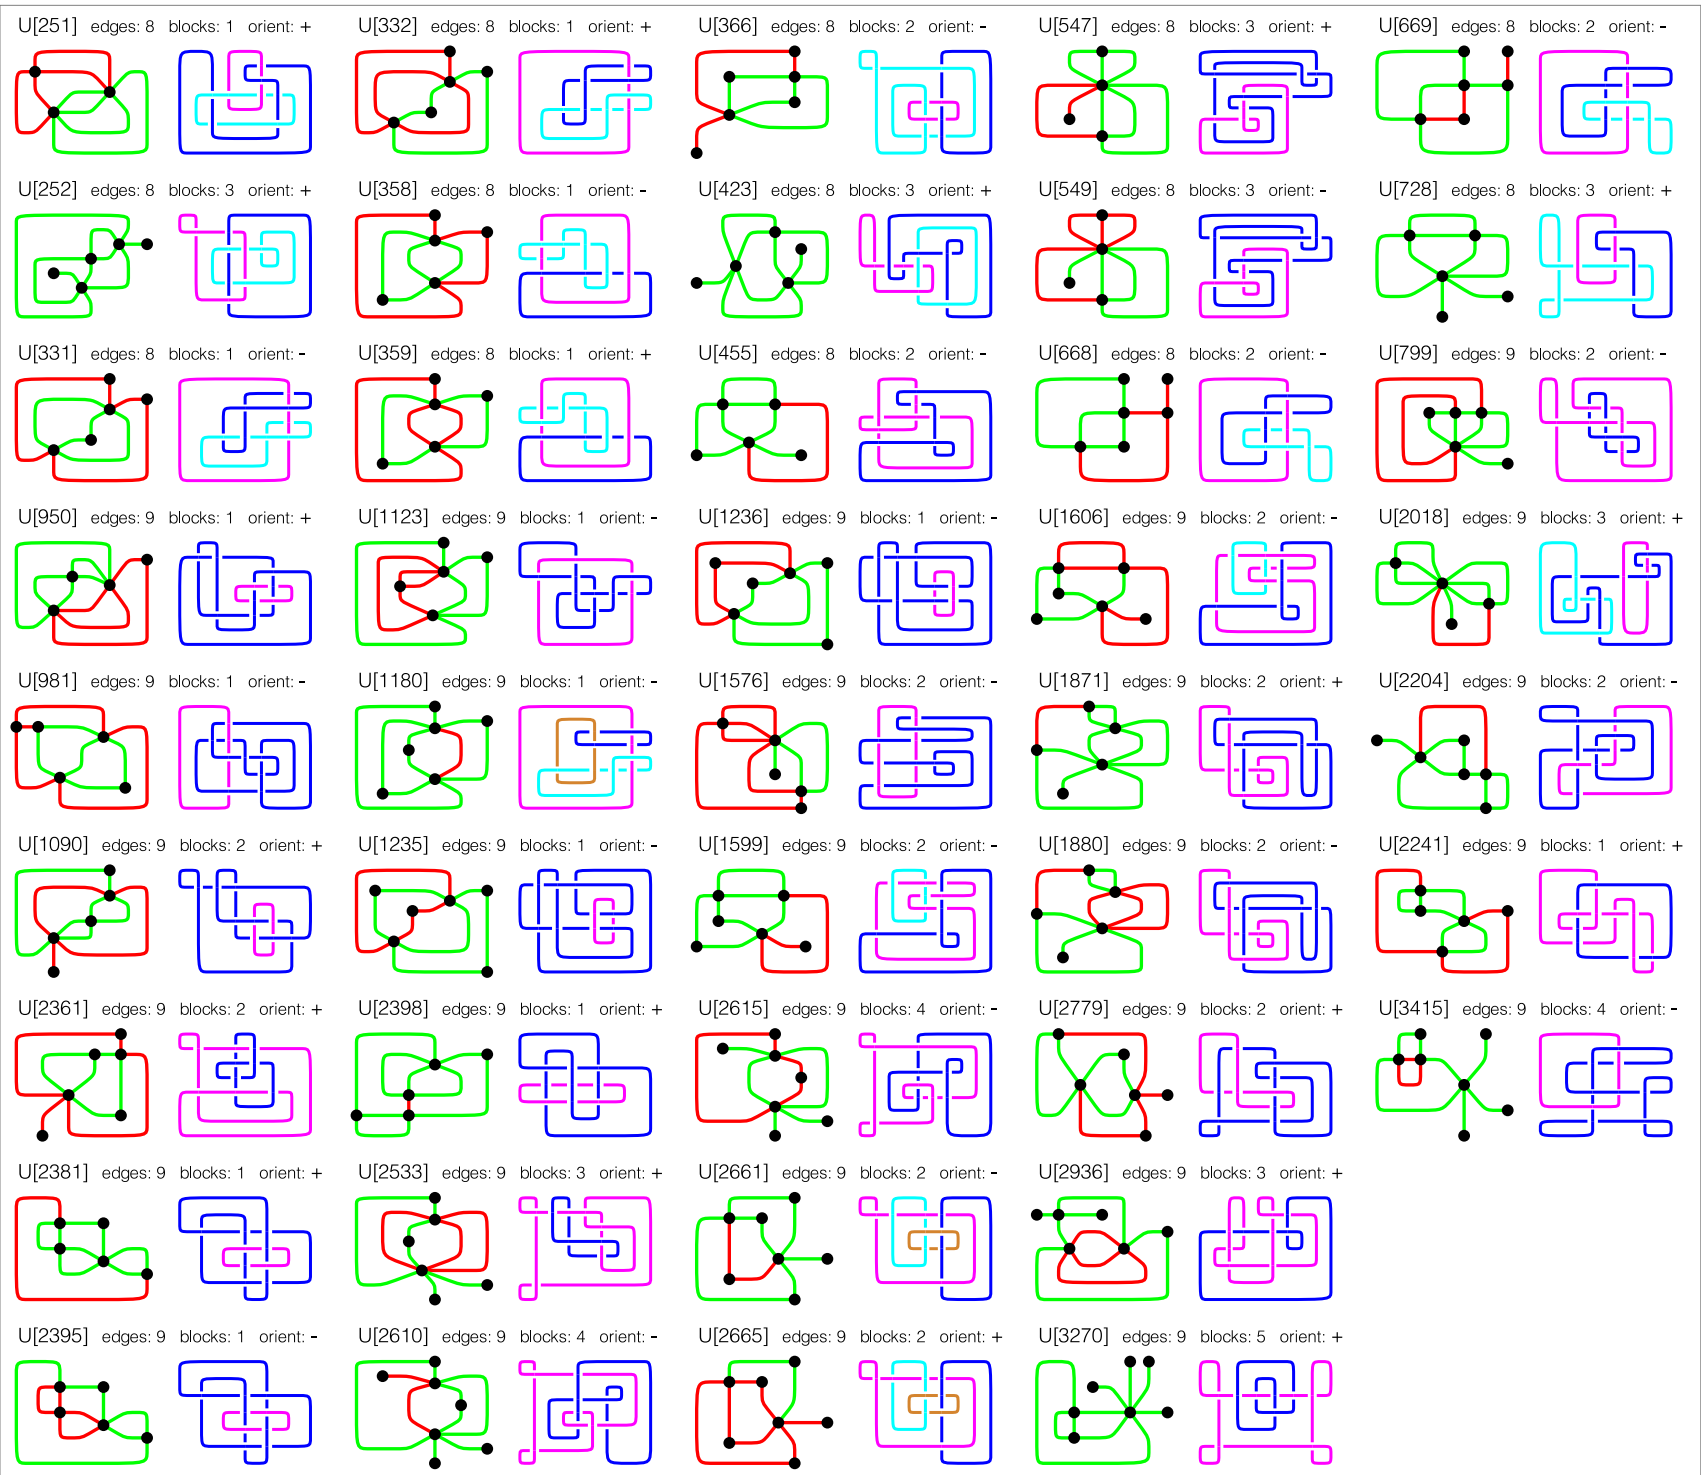 U[251] edges: 8 blocks: 1 orient: +
U[332] edges: 8 blocks: 1 orient: +
U[366] edges: 8 blocks: 2 orient: -
U[547] edges: 8 blocks: 3 orient: +
U[669] edges: 8 blocks: 2 orient: -
U[252] edges: 8 blocks: 3 orient: +
U[358] edges: 8 blocks: 1 orient: -
U[423] edges: 8 blocks: 3 orient: +
U[549] edges: 8 blocks: 3 orient: -
U[728] edges: 8 blocks: 3 orient: +
U[331] edges: 8 blocks: 1 orient: -
U[359] edges: 8 blocks: 1 orient: +
U[455] edges: 8 blocks: 2 orient: -
U[668] edges: 8 blocks: 2 orient: -
U[799] edges: 9 blocks: 2 orient: -
U[950] edges: 9 blocks: 1 orient: +
U[1123] edges: 9 blocks: 1 orient: -
U[1236] edges: 9 blocks: 1 orient: -
U[1606] edges: 9 blocks: 2 orient: -
U[2018] edges: 9 blocks: 3 orient: +
U[981] edges: 9 blocks: 1 orient: -
U[1180] edges: 9 blocks: 1 orient: -
U[1576] edges: 9 blocks: 2 orient: -
U[1871] edges: 9 blocks: 2 orient: +
U[2204] edges: 9 blocks: 2 orient: -
U[1090] edges: 9 blocks: 2 orient: +
U[1235] edges: 9 blocks: 1 orient: -
U[1599] edges: 9 blocks: 2 orient: -
U[1880] edges: 9 blocks: 2 orient: -
U[2241] edges: 9 blocks: 1 orient: +
U[2361] edges: 9 blocks: 2 orient: +
U[2398] edges: 9 blocks: 1 orient: +
U[2615] edges: 9 blocks: 4 orient: -
U[2779] edges: 9 blocks: 2 orient: +
U[3415] edges: 9 blocks: 4 orient: -
U[2381] edges: 9 blocks: 1 orient: +
U[2533] edges: 9 blocks: 3 orient: +
U[2661] edges: 9 blocks: 2 orient: -
U[2936] edges: 9 blocks: 3 orient: +
U[2395] edges: 9 blocks: 1 orient: -
U[2610] edges: 9 blocks: 4 orient: -
U[2665] edges: 9 blocks: 2 orient: +
U[3270] edges: 9 blocks: 5 orient: +